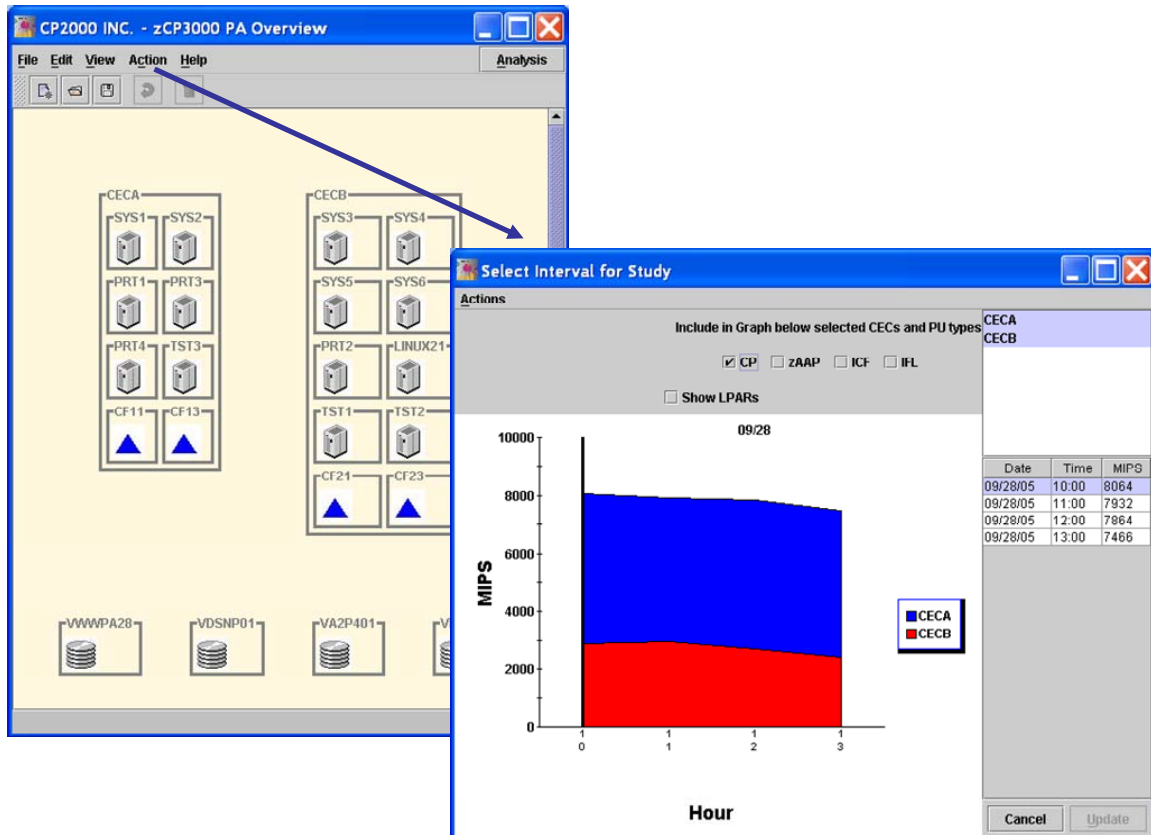 CP2000 INC. - zCP3000 PA Overview
File Edit View Action Help
Analysis
CECA
SYS1 SYS2
PRT1 PRT3
PRT4 TST3
CF11 CF13
CECB
SYS3 SYS4
SYS5 SYS6
PRT2 LINUX21
TST1 TST2
CF21 CF23
VWWPA28 VDSNP01 VA2P401
Select Interval for Study
Actions
Include in Graph below selected CECs and PU types
CP zAAP ICF IFL
Show LPARs
CECA
CECB
09/28
10000
8000
6000
4000
2000
0
MIPS
1 1 1 1
0 1 2 3
Hour
CECA
CECB
Date Time MIPS
09/28/05 10:00 8064
09/28/05 11:00 7932
09/28/05 12:00 7864
09/28/05 13:00 7466
Cancel Update